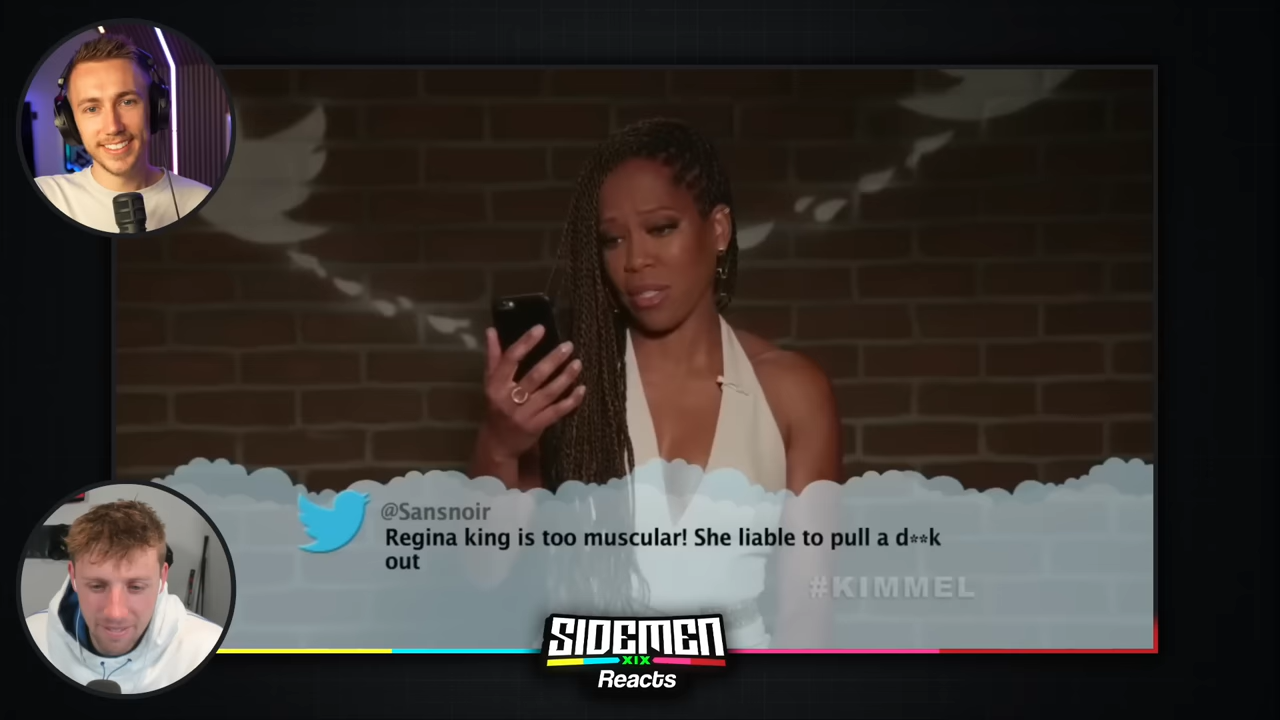 @Sansnoir
Regina king is too muscular! She liable to pull a d**k
out
#KIMMEL
SIDEMEN
XIX
Reacts